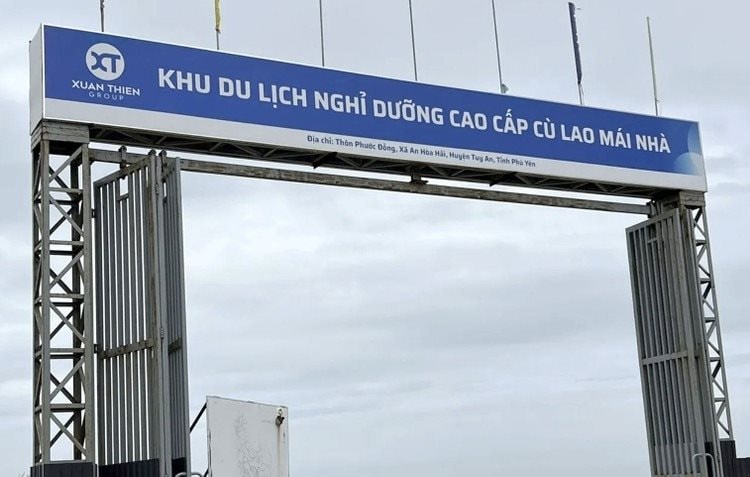 XT
XUAN THIEN
GROUP
KHU DU LỊCH NGHỈ DƯỠNG CAO CẤP CÙ LAO MÁI NHÀ
Địa chỉ: Thôn Phước Đồng, Xã An Hòa Hải, Huyện Tuy An, Tỉnh Phú Yên